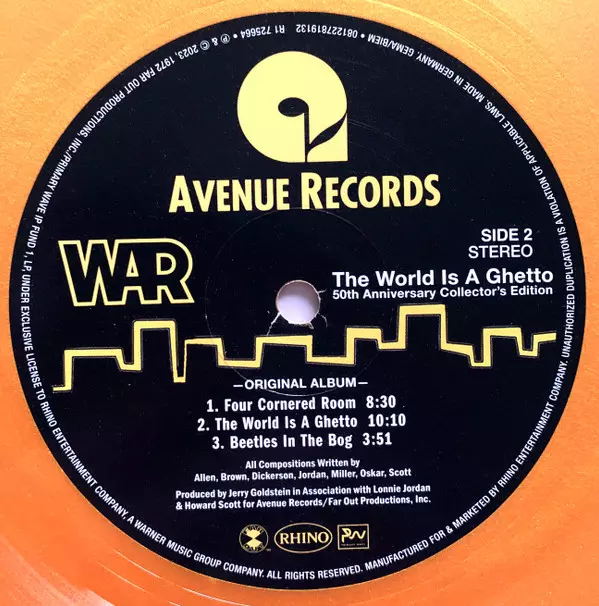 AVENUE RECORDS
WAR
SIDE 2
STEREO
The World Is A Ghetto
50th Anniversary Collector's Edition
—ORIGINAL ALBUM—
1. Four Cornered Room 8:30
2. The World Is A Ghetto 10:10
3. Beetles In The Bog 3:51
All Compositions Written by
Allen, Brown, Dickerson, Jordan, Miller, Oskar, Scott
Produced by Jerry Goldstein in Association with Lonnie Jordan
& Howard Scott for Avenue Records/Far Out Productions, Inc.
RHINO
PW
℗ & © 2023, 1972 FAR OUT PRODUCTIONS, INC./PRIMARY WAVE IP FUND 1, LP, UNDER EXCLUSIVE LICENSE TO RHINO ENTERTAINMENT COMPANY, A WARNER MUSIC GROUP COMPANY. ALL RIGHTS RESERVED. MANUFACTURED FOR & MARKETED BY RHINO ENTERTAINMENT COMPANY. UNAUTHORIZED DUPLICATION IS A VIOLATION OF APPLICABLE LAWS. MADE IN GERMANY. GEMA/BIEM • 081227819132 R1 725664 •